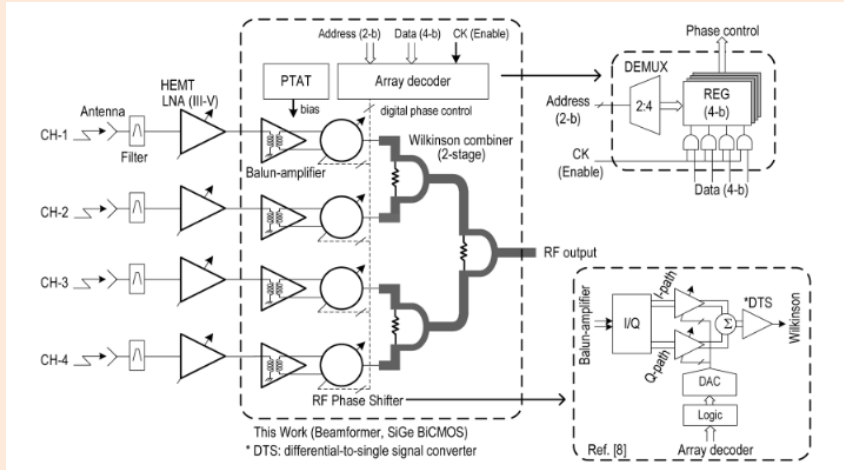 Address (2-b) Data (4-b) CK (Enable)
Phase control
HEMT
LNA (III-V)
PTAT
Array decoder
DEMUX
REG
(4-b)
2:4
Address
(2-b)
Antenna
bias
digital phase control
CH-1
Filter
Balun-amplifier
Wilkinson combiner
(2-stage)
CK
(Enable)
Data (4-b)
CH-2
RF output
CH-3
Balun-amplifier
I/Q
I-path
Q-path
Σ
*DTS
Wilkinson
CH-4
DAC
Logic
RF Phase Shifter
This Work (Beamformer, SiGe BiCMOS)
* DTS: differential-to-single signal converter
Ref. [8]
Array decoder